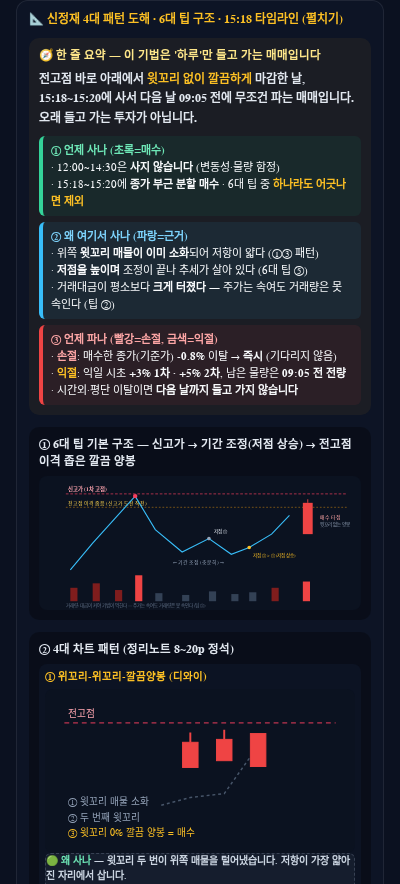 📐 신정재 4대 패턴 도해 · 6대 팁 구조 · 15:18 타임라인 (펼치기)
🧭 한 줄 요약 — 이 기법은 '하루'만 들고 가는 매매입니다
전고점 바로 아래에서 윗꼬리 없이 깔끔하게 마감한 날,
15:18~15:20에 사서 다음 날 09:05 전에 무조건 파는 매매입니다.
오래 들고 가는 투자가 아닙니다.
① 언제 사나 (초록=매수)
· 12:00~14:30은 사지 않습니다 (변동성·물량 함정)
· 15:18~15:20에 종가 부근 분할 매수 · 6대 팁 중 하나라도 어긋나
면 제외
② 왜 여기서 사나 (파랑=근거)
· 위쪽 윗꼬리 매물이 이미 소화되어 저항이 얇다 (①③ 패턴)
· 저점을 높이며 조정이 끝나 추세가 살아 있다 (6대 팁 ⑤)
· 거래대금이 평소보다 크게 터졌다 — 주가는 속여도 거래량은 못
속인다 (팁 ②)
③ 언제 파나 (빨강=손절, 금색=익절)
· 손절: 매수한 종가(기준가) -0.8% 이탈 → 즉시 (기다리지 않음)
· 익절: 익일 시초 +3% 1차 · +5% 2차, 남은 물량은 09:05 전 전량
· 시간외·평단 이탈이면 다음 날까지 들고 가지 않습니다
① 6대 팁 기본 구조 — 신고가 → 기간 조정(저점 상승) → 전고점
이격 좁은 깔끔 양봉
신고가 (1차 고점)
저점①
← 기간 조정 (초운치) →
② 4대 차트 패턴 (정리노트 8~20p 정석)
① 위꼬리-위꼬리-깔끔양봉 (디와이)
전고점
① 윗꼬리 매물 소화
② 두 번째 윗꼬리
③ 윗꼬리 0% 깔끔 양봉 = 매수
🟢 왜 사나 — 윗꼬리 두 번이 위쪽 매물을 털어냈습니다. 저항이 가장 얇아
진 자리에서 삽니다.